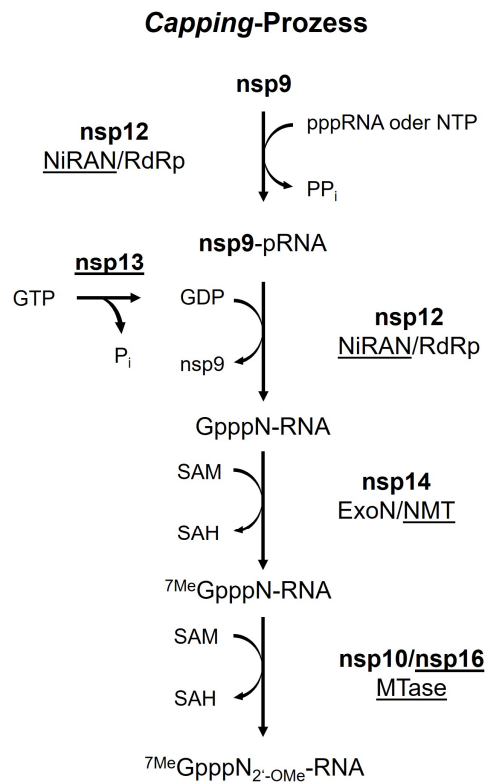 Capping-Prozess
nsp9
pppRNA oder NTP
nsp12
NiRAN/RdRp
PPi
nsp9-pRNA
nsp13
GTP
GDP
Pi
nsp9
nsp12
NiRAN/RdRp
GpppN-RNA
SAM
nsp14
ExoN/NMT
SAH
7MeGpppN-RNA
SAM
nsp10/nsp16
MTase
SAH
7MeGpppN2'-OMe-RNA